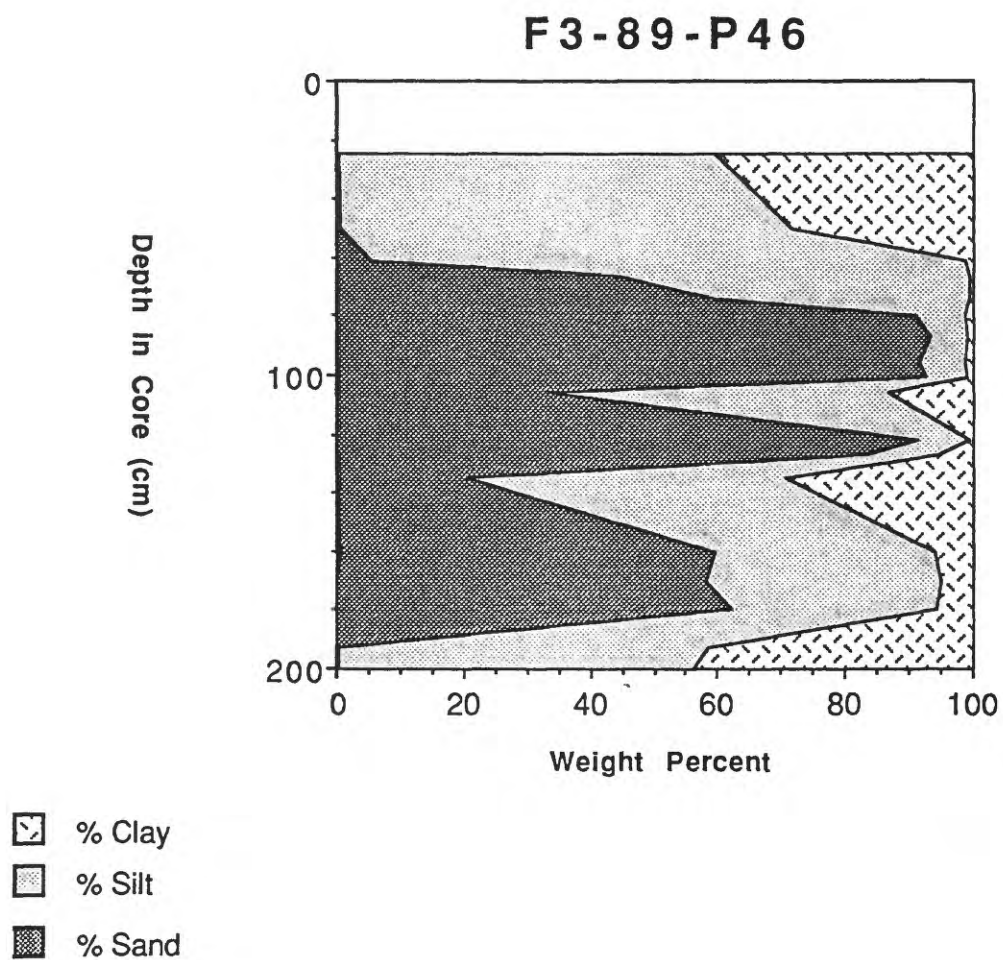 F3-89-P46
0
100
200
Depth in Core (cm)
0 20 40 60 80 100
Weight Percent
% Clay
% Silt
% Sand